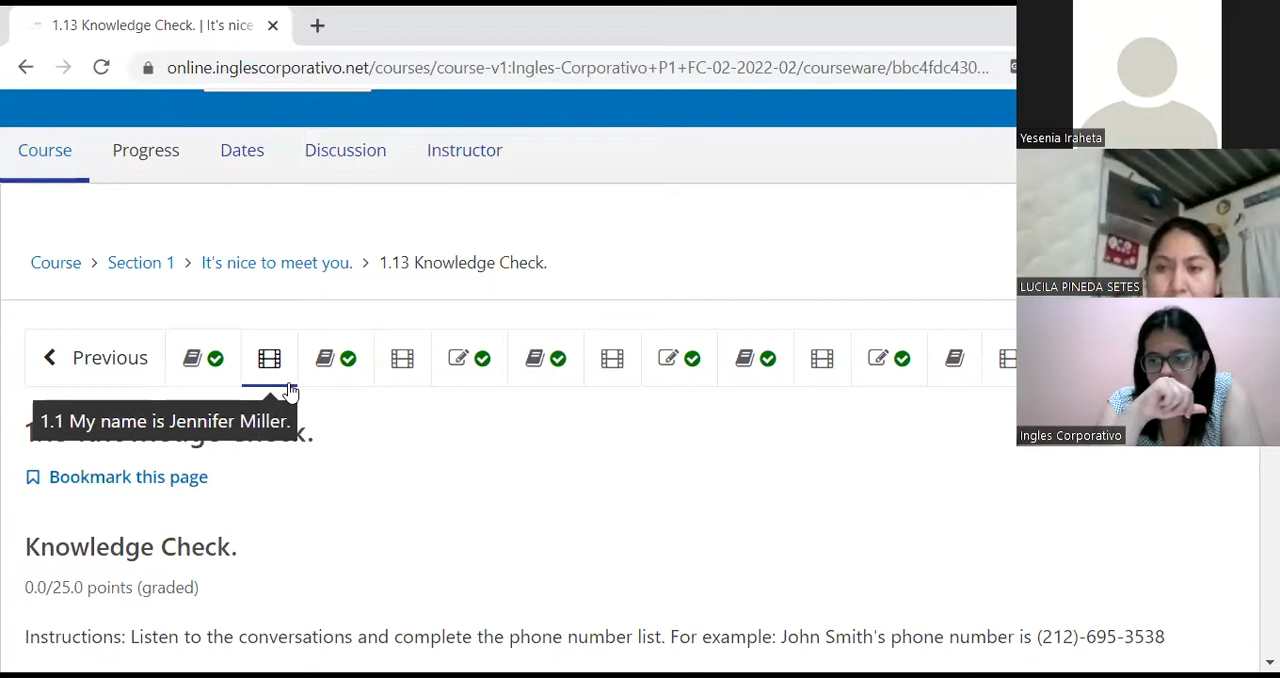 1.13 Knowledge Check. | It's nice
online.inglescorporativo.net/courses/course-v1:Ingles-Corporativo+P1+FC-02-2022-02/courseware/bbc4fdc430...
Course Progress Dates Discussion Instructor
Course > Section 1 > It's nice to meet you. > 1.13 Knowledge Check.
Previous
1.1 My name is Jennifer Miller.
Bookmark this page
Knowledge Check.
0.0/25.0 points (graded)
Instructions: Listen to the conversations and complete the phone number list. For example: John Smith's phone number is (212)-695-3538
Yesenia Iraheta
LUCILA PINEDA SETES
Ingles Corporativo